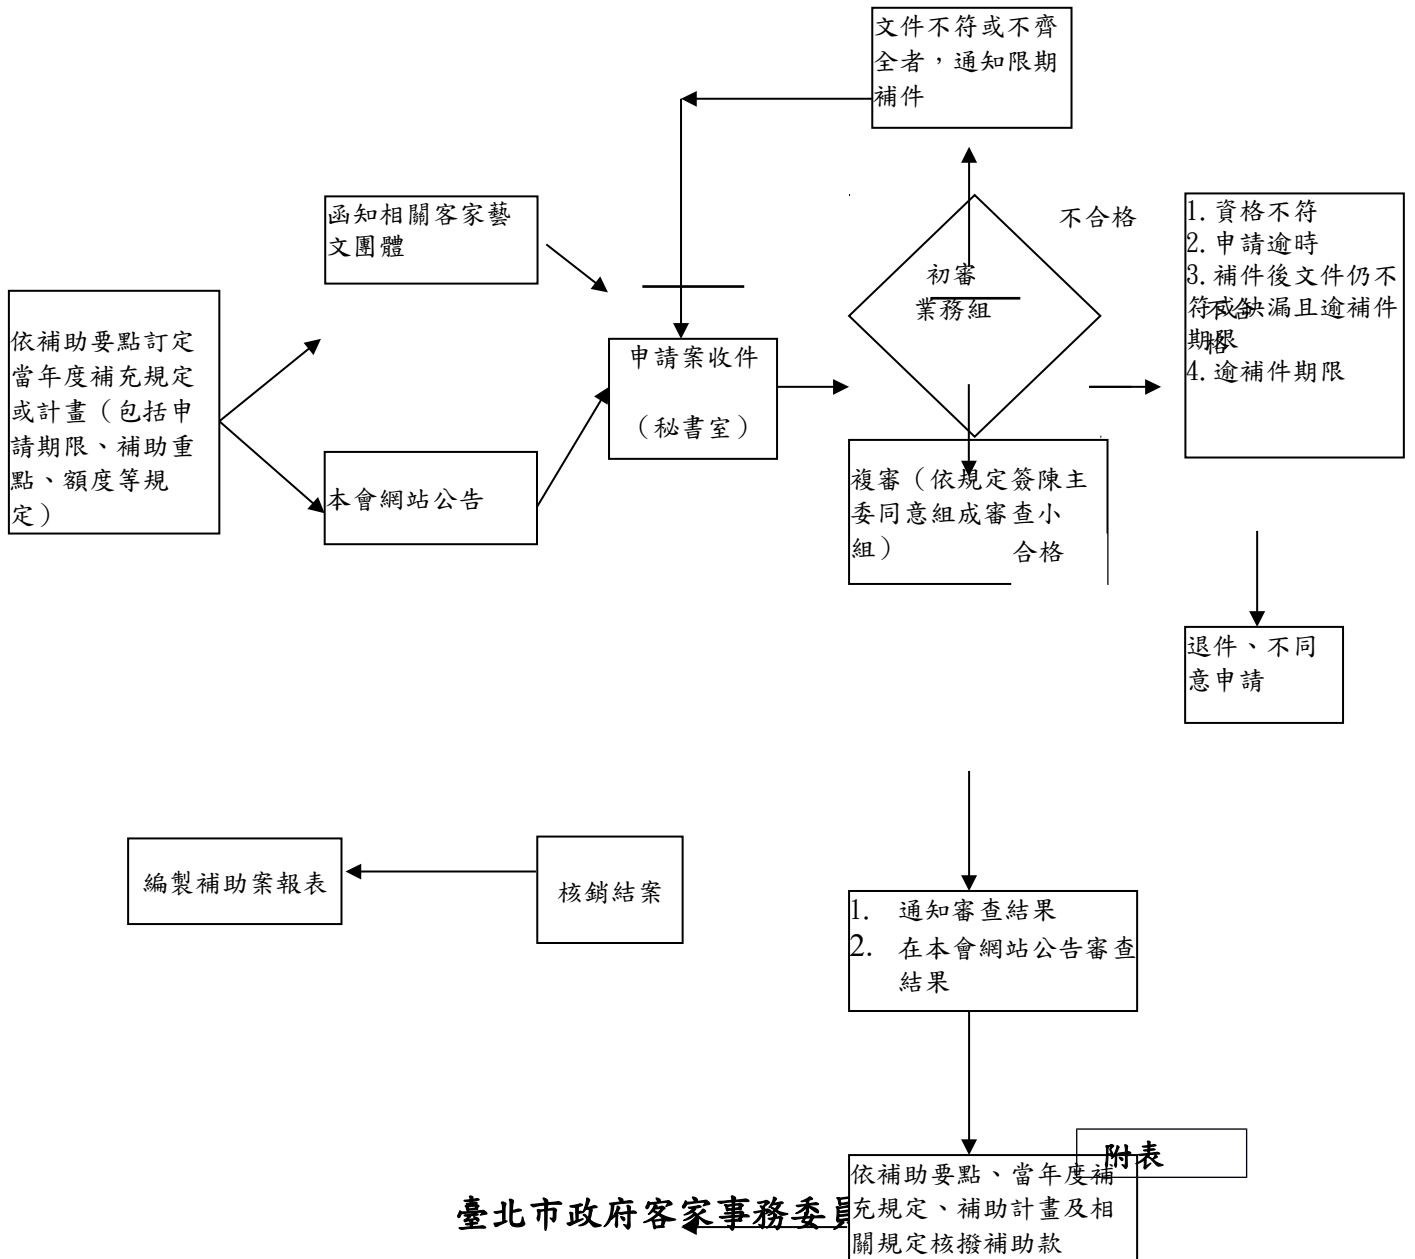 文件不符或不齊
全者，通知限期
補件
函知相關客家藝
文團體
不合格
1. 資格不符
2. 申請逾時
3. 補件後文件仍不
符或缺漏且逾補件
期限
4. 逾補件期限
不合
格
初審
業務組
依補助要點訂定
當年度補充規定
或計畫（包括申
請期限、補助重
點、額度等規
定）
申請案收件
（秘書室）
本會網站公告
複審（依規定簽陳主
委同意組成審查小
組）
合格
退件、不同
意申請
編製補助案報表
核銷結案
1. 通知審查結果
2. 在本會網站公告審查
結果
附表
依補助要點、當年度補
充規定、補助計畫及相
關規定核撥補助款
臺北市政府客家事務委員